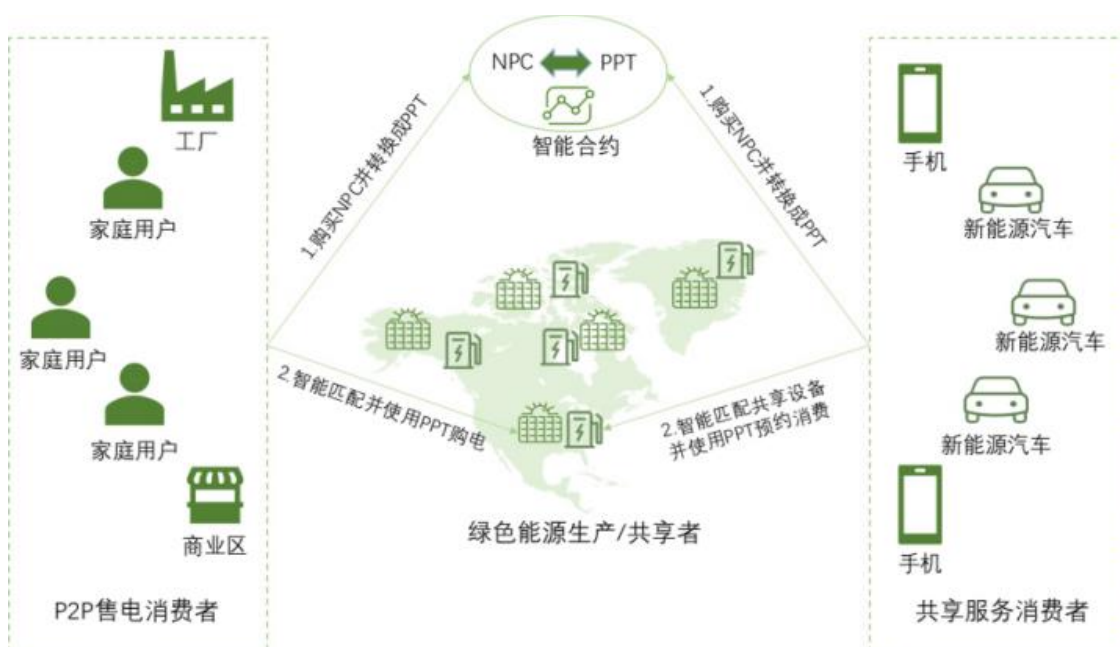 NPC PPT
智能合约
工厂
家庭用户
家庭用户
家庭用户
商业区
P2P售电消费者
1.购买NPC并转换成PPT
2.智能匹配并使用PPT购电
绿色能源生产/共享者
1.购买NPC并转换成PPT
2.智能匹配共享设备
并使用PPT预约消费
手机
新能源汽车
新能源汽车
新能源汽车
手机
共享服务消费者